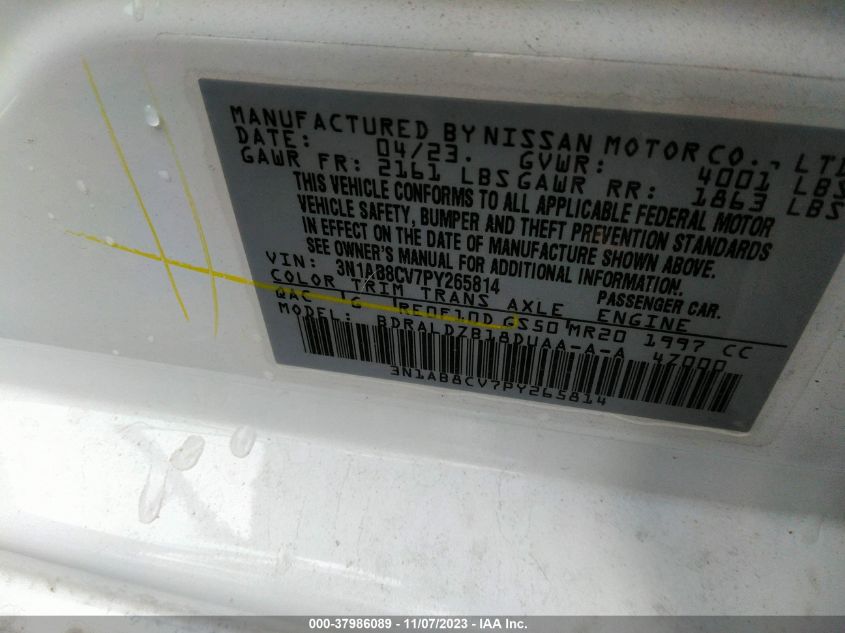 MANUFACTURED BY NISSAN MOTOR CO., LTD
DATE: 04/23. GVWR: 4001 LBS
GAWR FR: 2161 LBS GAWR RR: 1863 LBS
THIS VEHICLE CONFORMS TO ALL APPLICABLE FEDERAL MOTOR
VEHICLE SAFETY, BUMPER AND THEFT PREVENTION STANDARDS
IN EFFECT ON THE DATE OF MANUFACTURE SHOWN ABOVE.
SEE OWNER'S MANUAL FOR ADDITIONAL INFORMATION.
VIN: 3N1AB8CV7PY265814 PASSENGER CAR.
COLOR TRIM TRANS AXLE ENGINE
QAC G RE0F10D GS50 MR20 1997 CC
MODEL: BDRALDZB18DUAA-A-A 47000
3N1AB8CV7PY265814
000-37986089 - 11/07/2023 - IAA Inc.